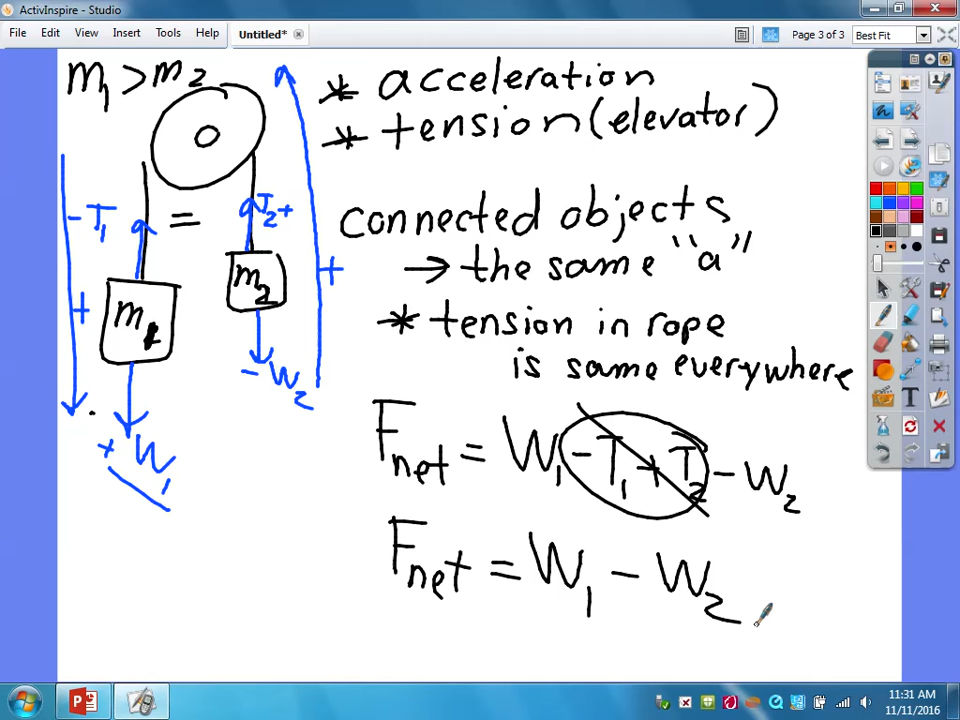 ActivInspire - Studio
File Edit View Insert Tools Help Untitled* Page 3 of 3 Best Fit
m1 > m2
* acceleration
* tension (elevator)
- T1 = T2 +
connected objects
→ the same "a"
+ m1 m2 +
* tension in rope
is same everywhere
- W2
+ W1
Fnet = W1 - T1 + T2 - W2
Fnet = W1 - W2
T
11:31 AM
11/11/2016